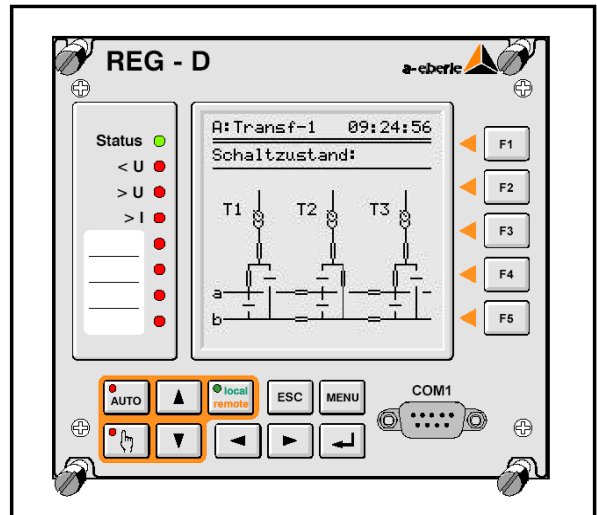 REG - D
a-eberle
Status
< U
> U
> I
A:Transf-1 09:24:56
Schaltzustand:
T1 T2 T3
a
b
F1
F2
F3
F4
F5
AUTO
local
remote
ESC
MENU
COM1